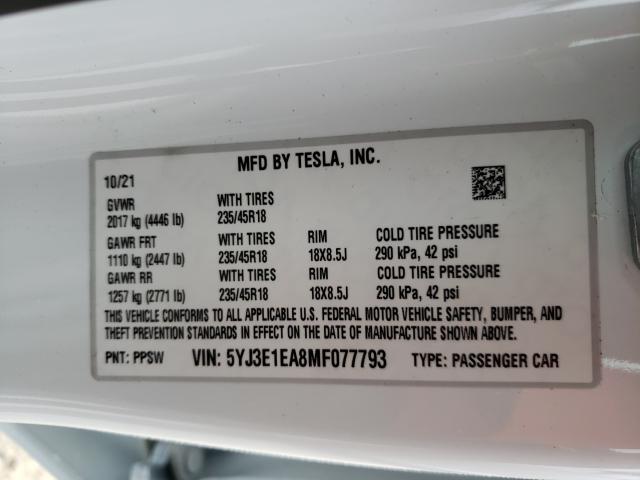 MFD BY TESLA, INC.
10/21
GVWR WITH TIRES
2017 kg (4446 lb) 235/45R18
GAWR FRT WITH TIRES RIM COLD TIRE PRESSURE
1110 kg (2447 lb) 235/45R18 18X8.5J 290 kPa, 42 psi
GAWR RR WITH TIRES RIM COLD TIRE PRESSURE
1257 kg (2771 lb) 235/45R18 18X8.5J 290 kPa, 42 psi
THIS VEHICLE CONFORMS TO ALL APPLICABLE U.S. FEDERAL MOTOR VEHICLE SAFETY, BUMPER, AND
THEFT PREVENTION STANDARDS IN EFFECT ON THE DATE OF MANUFACTURE SHOWN ABOVE.
PNT: PPSW VIN: 5YJ3E1EA8MF077793 TYPE: PASSENGER CAR